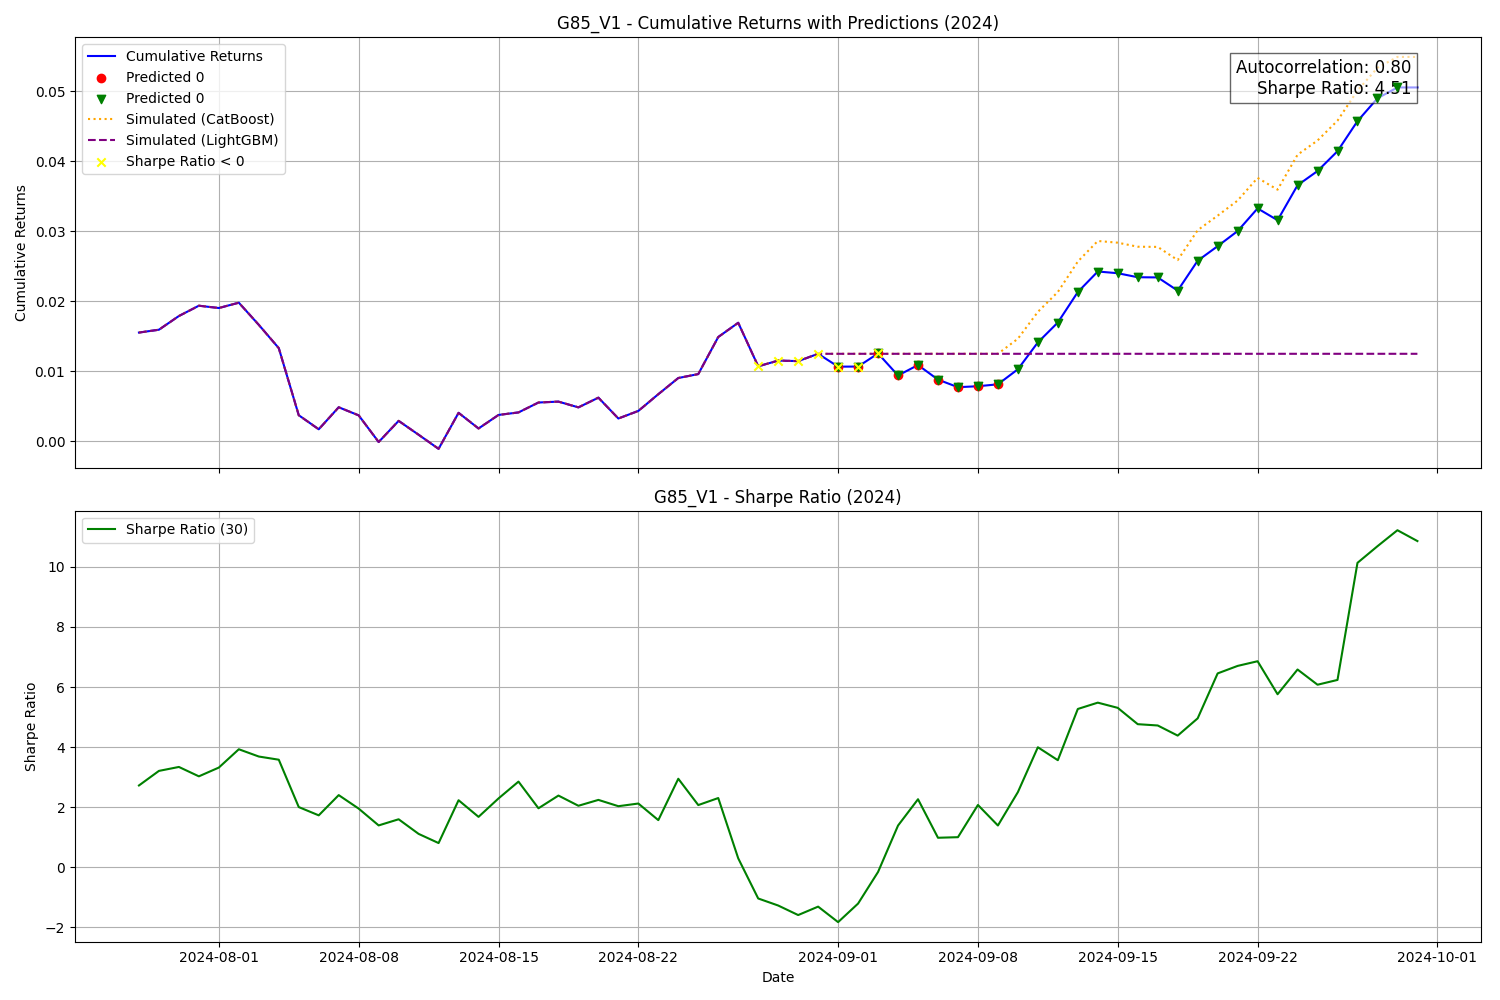 G85_V1 - Cumulative Returns with Predictions (2024)
Cumulative Returns
Predicted 0
Predicted 0
Simulated (CatBoost)
Simulated (LightGBM)
Sharpe Ratio < 0
Autocorrelation: 0.80
Sharpe Ratio: 4.51
Cumulative Returns
0.05
0.04
0.03
0.02
0.01
0.00
G85_V1 - Sharpe Ratio (2024)
Sharpe Ratio (30)
Sharpe Ratio
10
8
6
4
2
0
−2
2024-08-01
2024-08-08
2024-08-15
2024-08-22
2024-09-01
2024-09-08
2024-09-15
2024-09-22
2024-10-01
Date